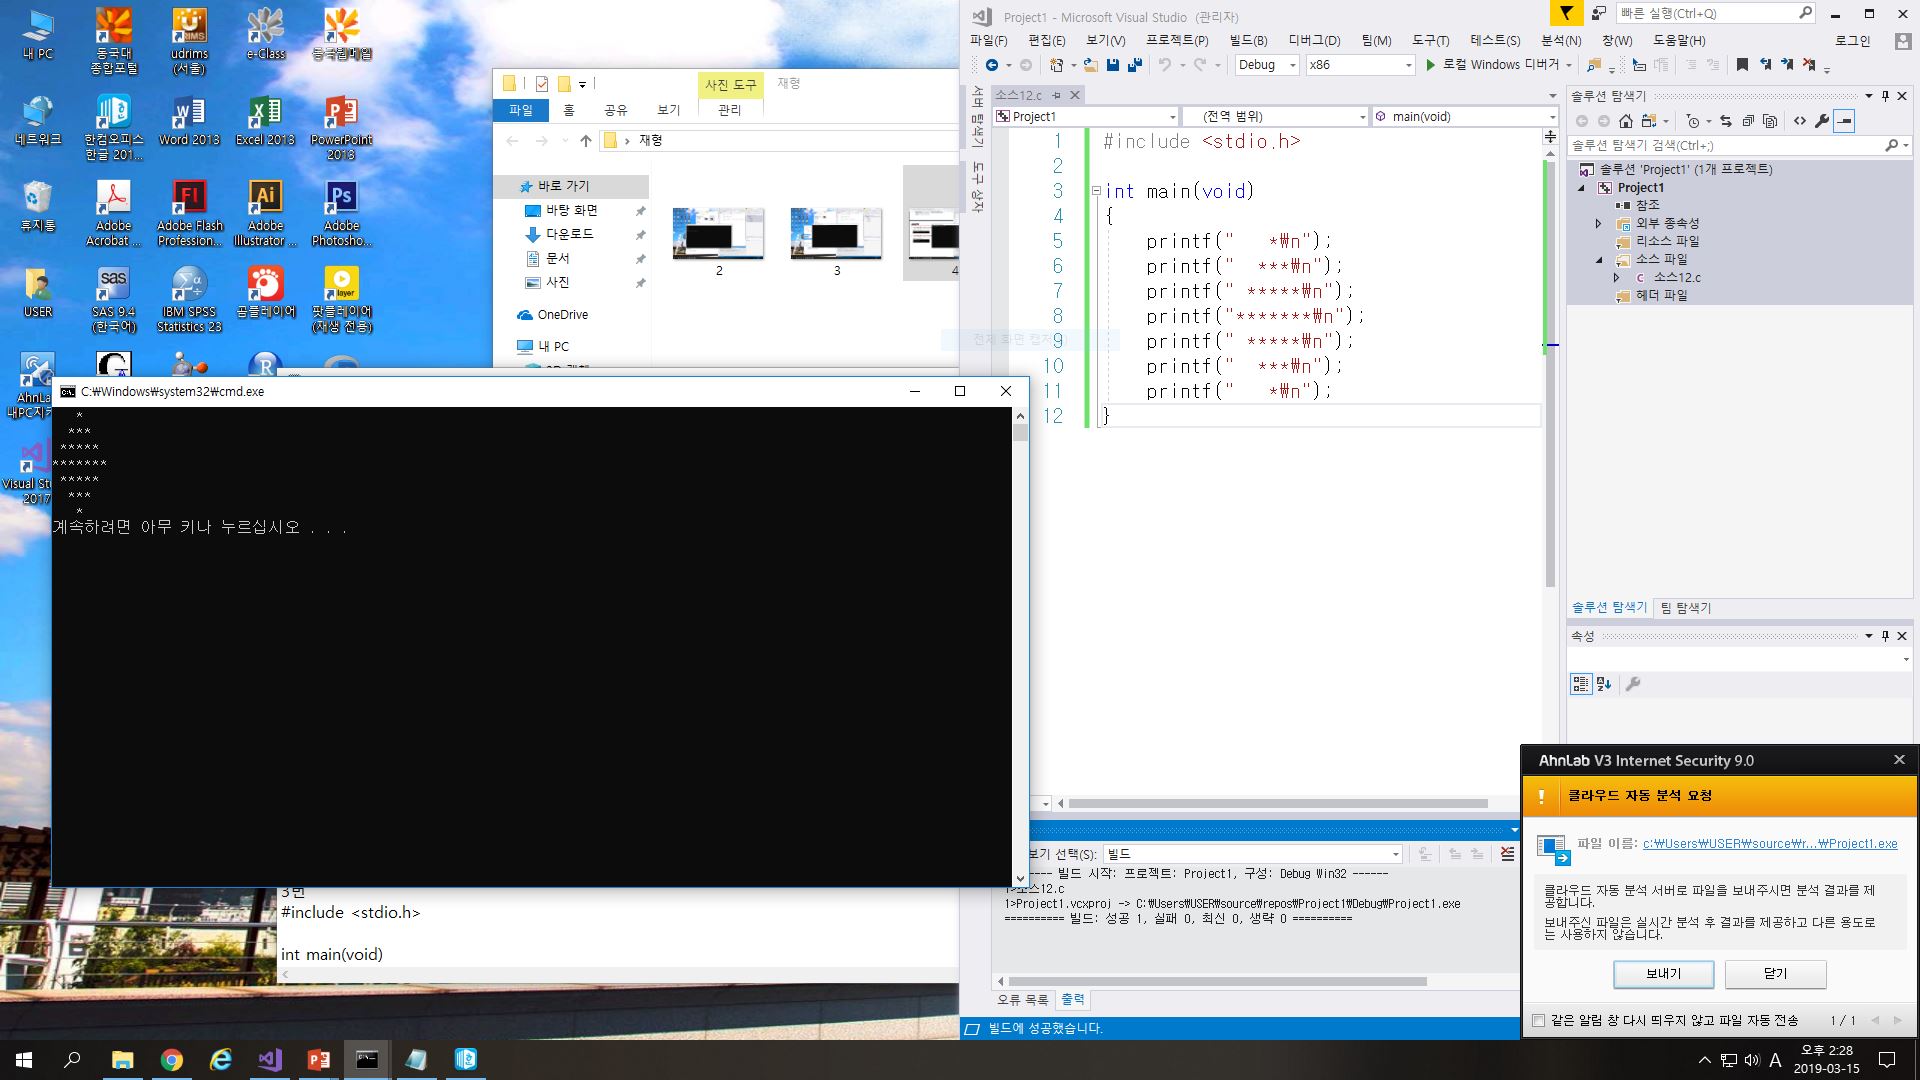 내 PC
동국대
종합포털
udrims
(서울)
e-Class
동국웹메일
네트워크
한컴오피스
한글 201...
Word 2013
Excel 2013
PowerPoint
2013
휴지통
Adobe
Acrobat ...
Adobe Flash
Profession...
Adobe
Illustrator ...
Adobe
Photosho...
USER
SAS 9.4
(한국어)
IBM SPSS
Statistics 23
곰플레이어
팟플레이어
(재생 전용)
AhnLa
내PC지키
Visual Stu
2017
사진 도구
재형
파일
홈
공유
보기
관리
재형
바로 가기
바탕 화면
다운로드
문서
사진
OneDrive
내 PC
2
3
4
C:₩Windows₩system32₩cmd.exe
   *
  ***
 *****
*******
 *****
  ***
   *
계속하려면 아무 키나 누르십시오 . . .
3번
#include <stdio.h>
int main(void)
Project1 - Microsoft Visual Studio (관리자)
빠른 실행(Ctrl+Q)
파일(F) 편집(E) 보기(V) 프로젝트(P) 빌드(B) 디버그(D) 팀(M) 도구(T) 테스트(S) 분석(N) 창(W) 도움말(H) 로그인
Debug x86 로컬 Windows 디버거
서버 탐색기
도구 상자
소스12.c
Project1 (전역 범위) main(void)
1 #include <stdio.h>
2
3 int main(void)
4 {
5     printf("   *₩n");
6     printf("  ***₩n");
7     printf(" *****₩n");
8     printf("*******₩n");
9     printf(" *****₩n");
10     printf("  ***₩n");
11     printf("   *₩n");
12 }
보기 선택(S): 빌드
빌드 시작: 프로젝트: Project1, 구성: Debug Win32 ------
1>소스12.c
1>Project1.vcxproj -> C:₩Users₩USER₩source₩repos₩Project1₩Debug₩Project1.exe
========== 빌드: 성공 1, 실패 0, 최신 0, 생략 0 ==========
오류 목록 출력
빌드에 성공했습니다.
솔루션 탐색기
솔루션 탐색기 검색(Ctrl+;)
솔루션 'Project1' (1개 프로젝트)
Project1
참조
외부 종속성
리소스 파일
소스 파일
소스12.c
헤더 파일
솔루션 탐색기 팀 탐색기
속성
AhnLab V3 Internet Security 9.0
클라우드 자동 분석 요청
파일 이름: c:₩Users₩USER₩source₩r...₩Project1.exe
클라우드 자동 분석 서버로 파일을 보내주시면 분석 결과를 제
공합니다.
보내주신 파일은 실시간 분석 후 결과를 제공하고 다른 용도로
는 사용하지 않습니다.
보내기 닫기
같은 알림 창 다시 띄우지 않고 파일 자동 전송 1 / 1
A
오후 2:28
2019-03-15